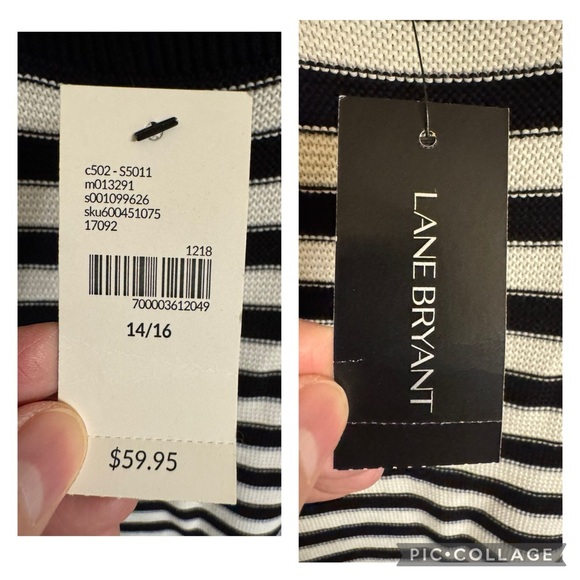 c502 - S5011
m013291
s001099626
sku600451075
17092
1218
700003612049
14/16
$59.95
LANE BRYANT
PIC•COLLAGE